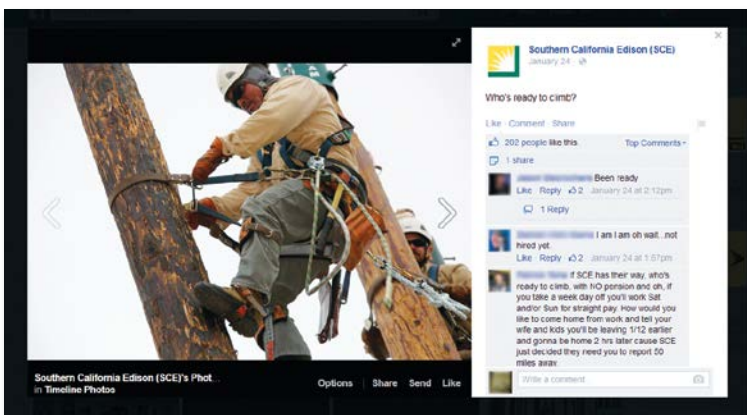 Southern California Edison (SCE)
January 24
Who's ready to climb?
Like · Comment · Share
202 people like this.
Top Comments
1 share
Been ready
Like · Reply · 2 · January 24 at 2:12pm
1 Reply
I am I am oh wait...not
hired yet.
Like · Reply · 2 · January 24 at 1:57pm
If SCE has their way, who's
ready to climb, with NO pension and oh, if
you take a week day off you'll work Sat
and/or Sun for straight pay. How would you
like to come home from work and tell your
wife and kids you'll be leaving 1/12 earlier
and gonna be home 2 hrs later cause SCE
just decided they need you to report 50
miles away.
Write a comment
Southern California Edison (SCE)'s Phot...
in Timeline Photos
Options
Share Send Like